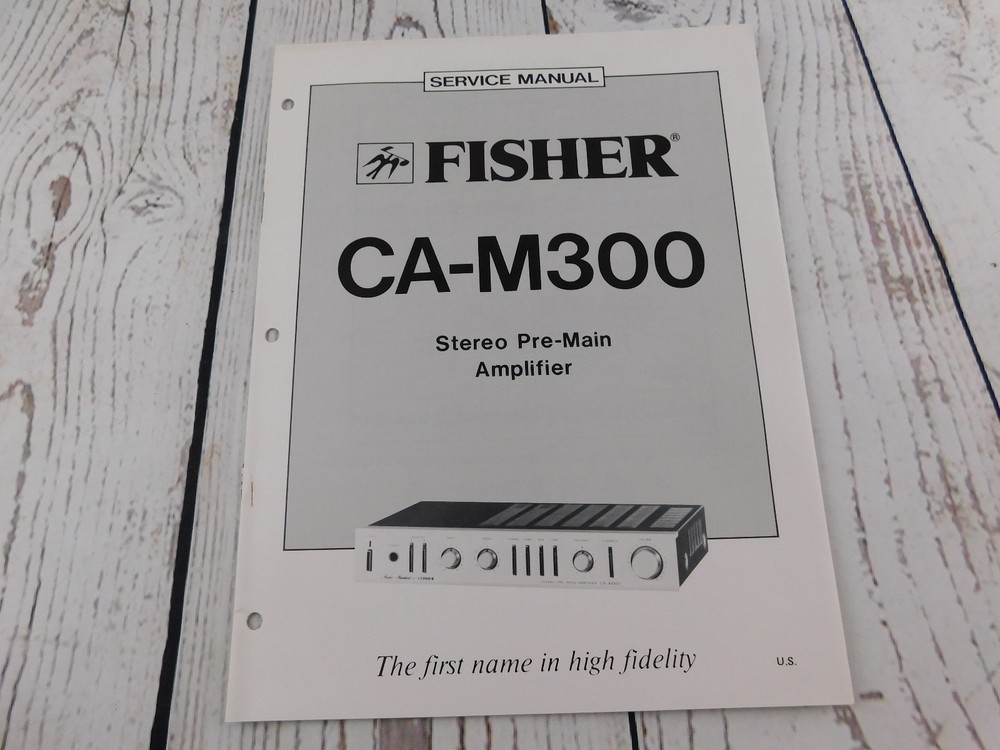 SERVICE MANUAL
FISHER®
CA-M300
Stereo Pre-Main
Amplifier
The first name in high fidelity
U.S.